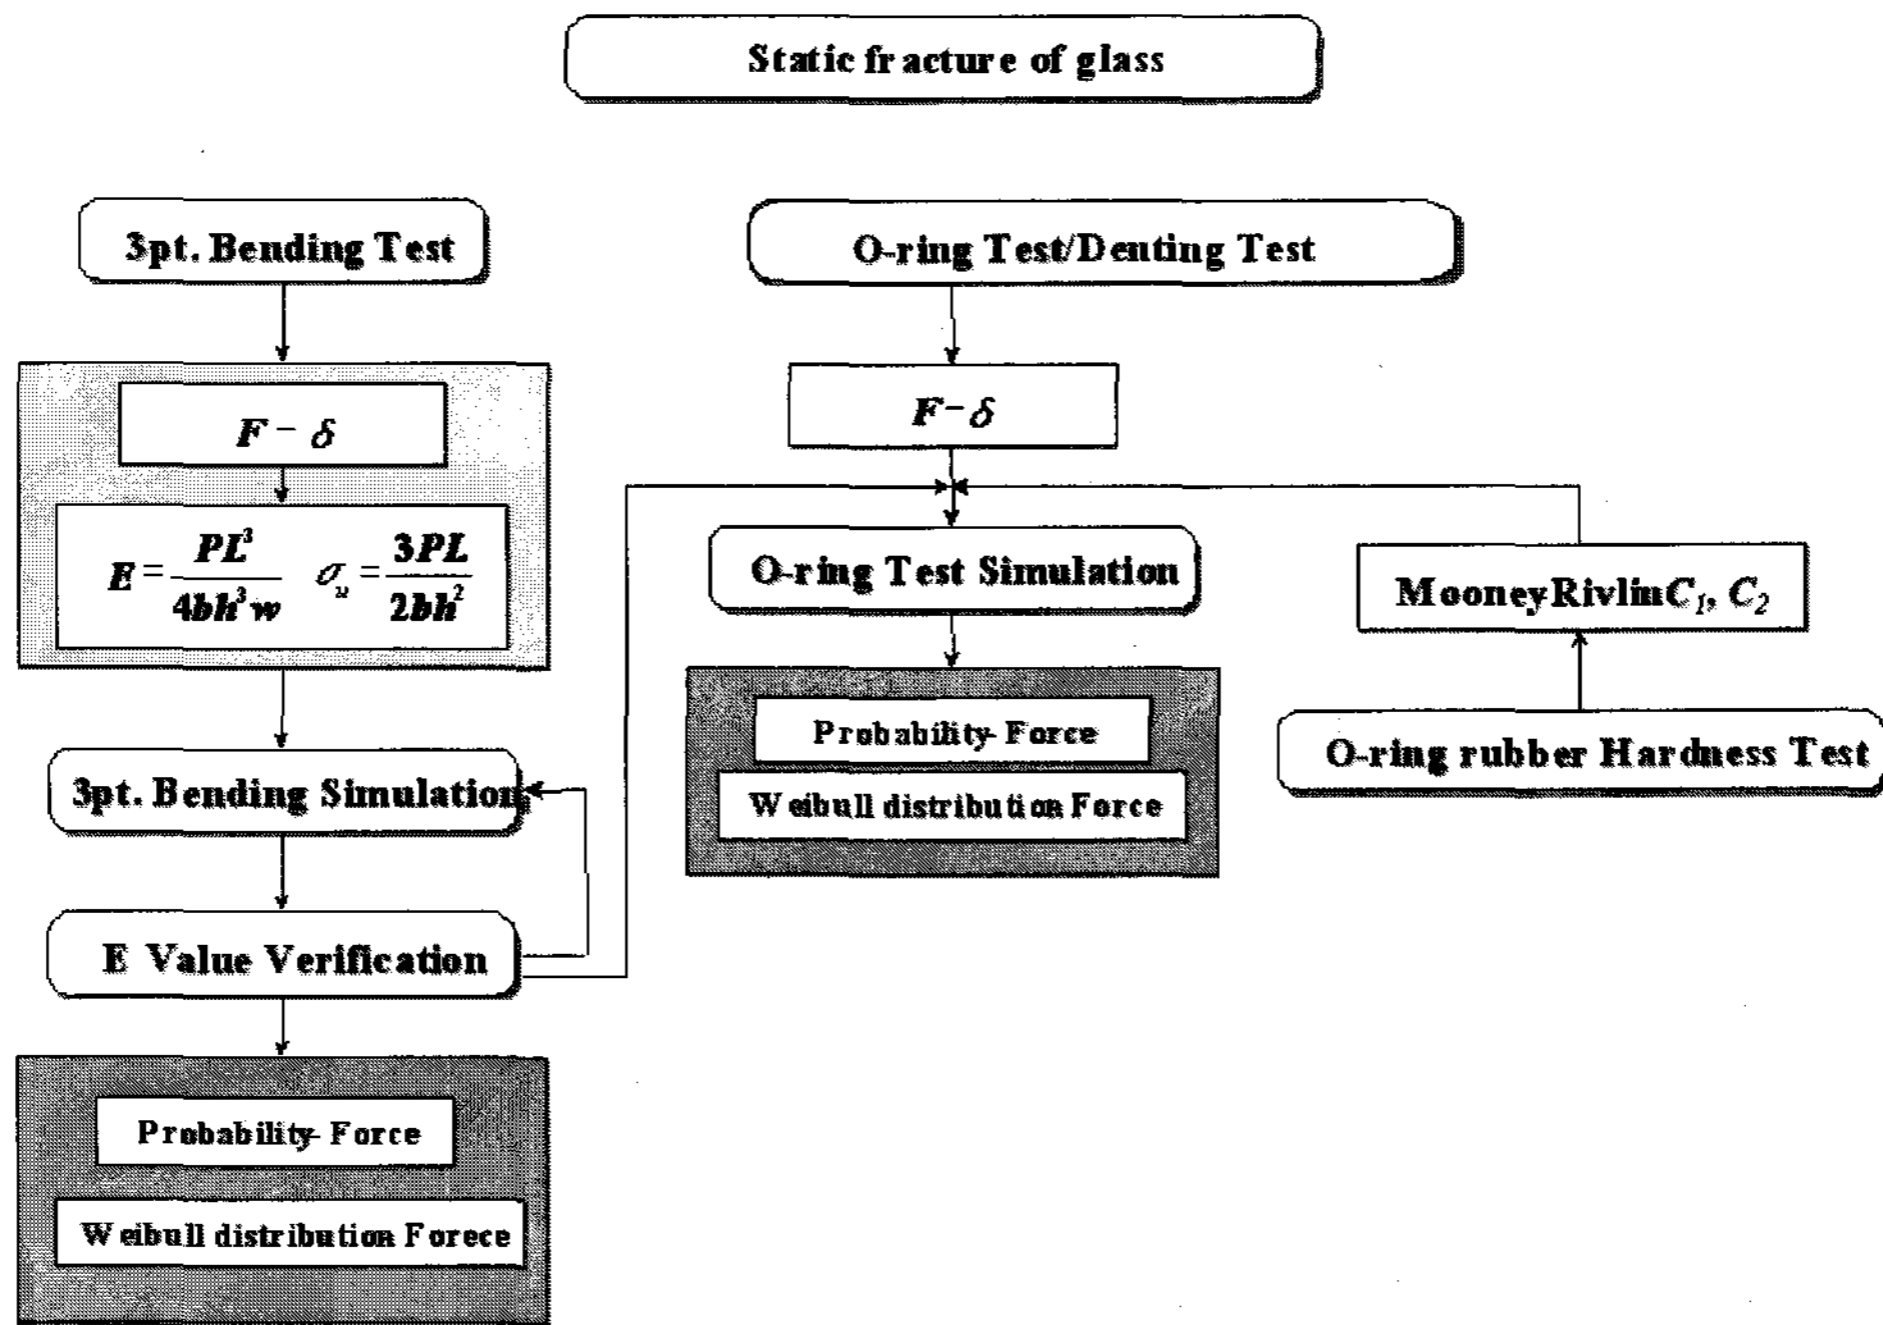 Static fracture of glass
3pt. Bending Test
F - δ
E = PL³ / 4bh³w   σᵤ = 3PL / 2bh²
3pt. Bending Simulation
E Value Verification
Probability-Force
Weibull distribution Forece
O-ring Test/Denting Test
F-δ
O-ring Test Simulation
Probability-Force
Weibull distribution Force
MooneyRivlinC₁, C₂
O-ring rubber Hardness Test